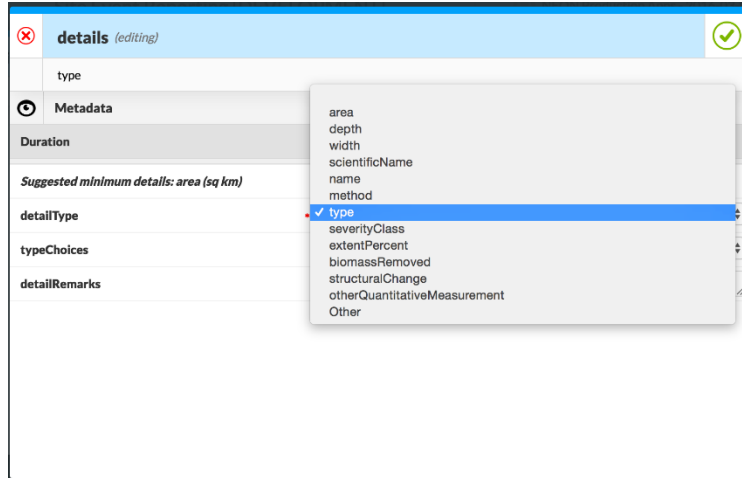 details (editing)
type
Metadata
Duration
Suggested minimum details: area (sq km)
detailType
typeChoices
detailRemarks
area
depth
width
scientificName
name
method
type
severityClass
extentPercent
biomassRemoved
structuralChange
otherQuantitativeMeasurement
Other